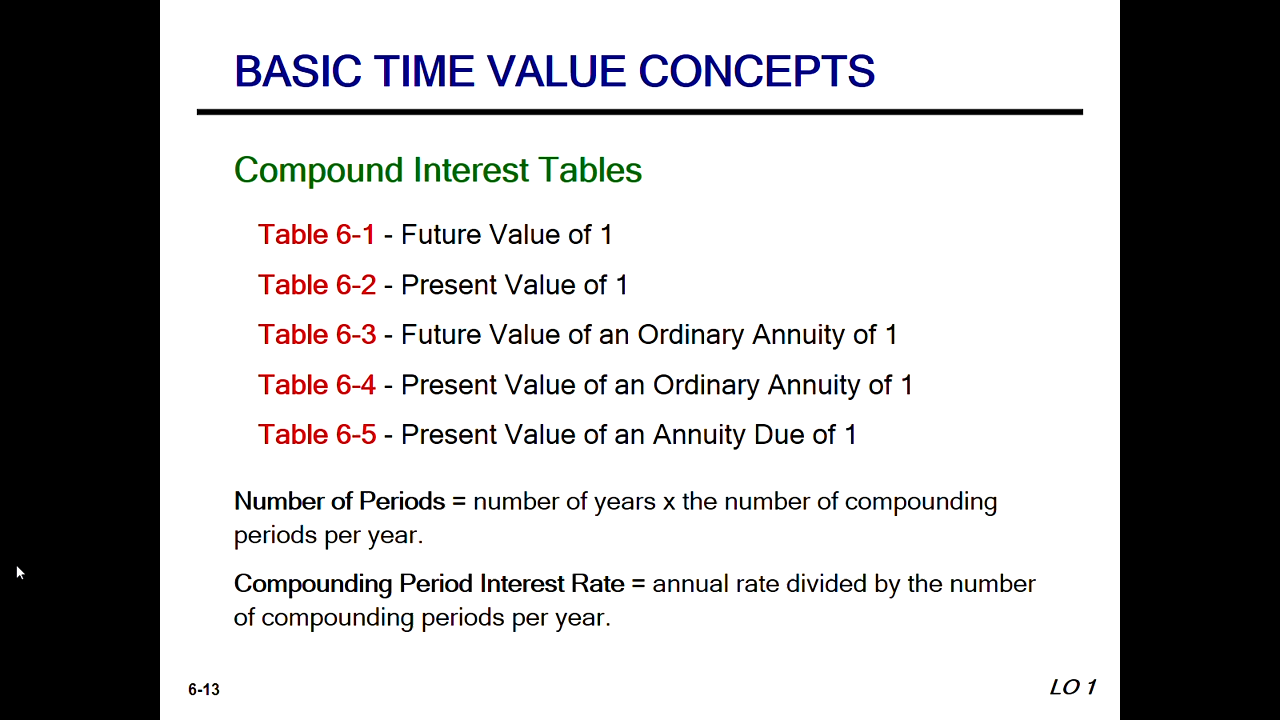 BASIC TIME VALUE CONCEPTS
Compound Interest Tables
Table 6-1 - Future Value of 1
Table 6-2 - Present Value of 1
Table 6-3 - Future Value of an Ordinary Annuity of 1
Table 6-4 - Present Value of an Ordinary Annuity of 1
Table 6-5 - Present Value of an Annuity Due of 1
Number of Periods = number of years x the number of compounding
periods per year.
Compounding Period Interest Rate = annual rate divided by the number
of compounding periods per year.
6-13
LO 1